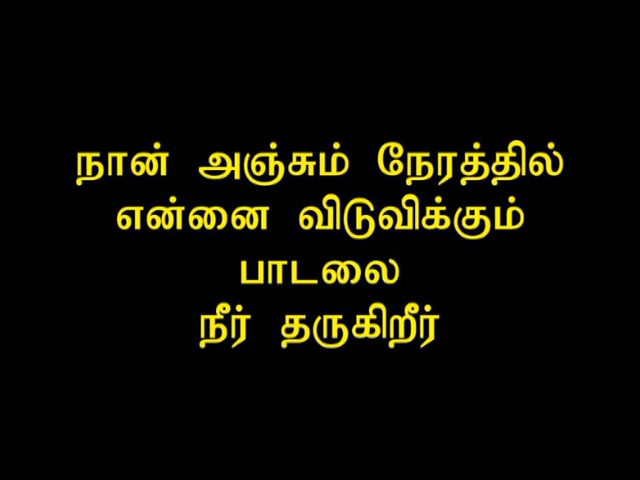 நான் அஞ்சும் நேரத்தில்
என்னை விடுவிக்கும்
பாடலை
நீர் தருகிறீர்